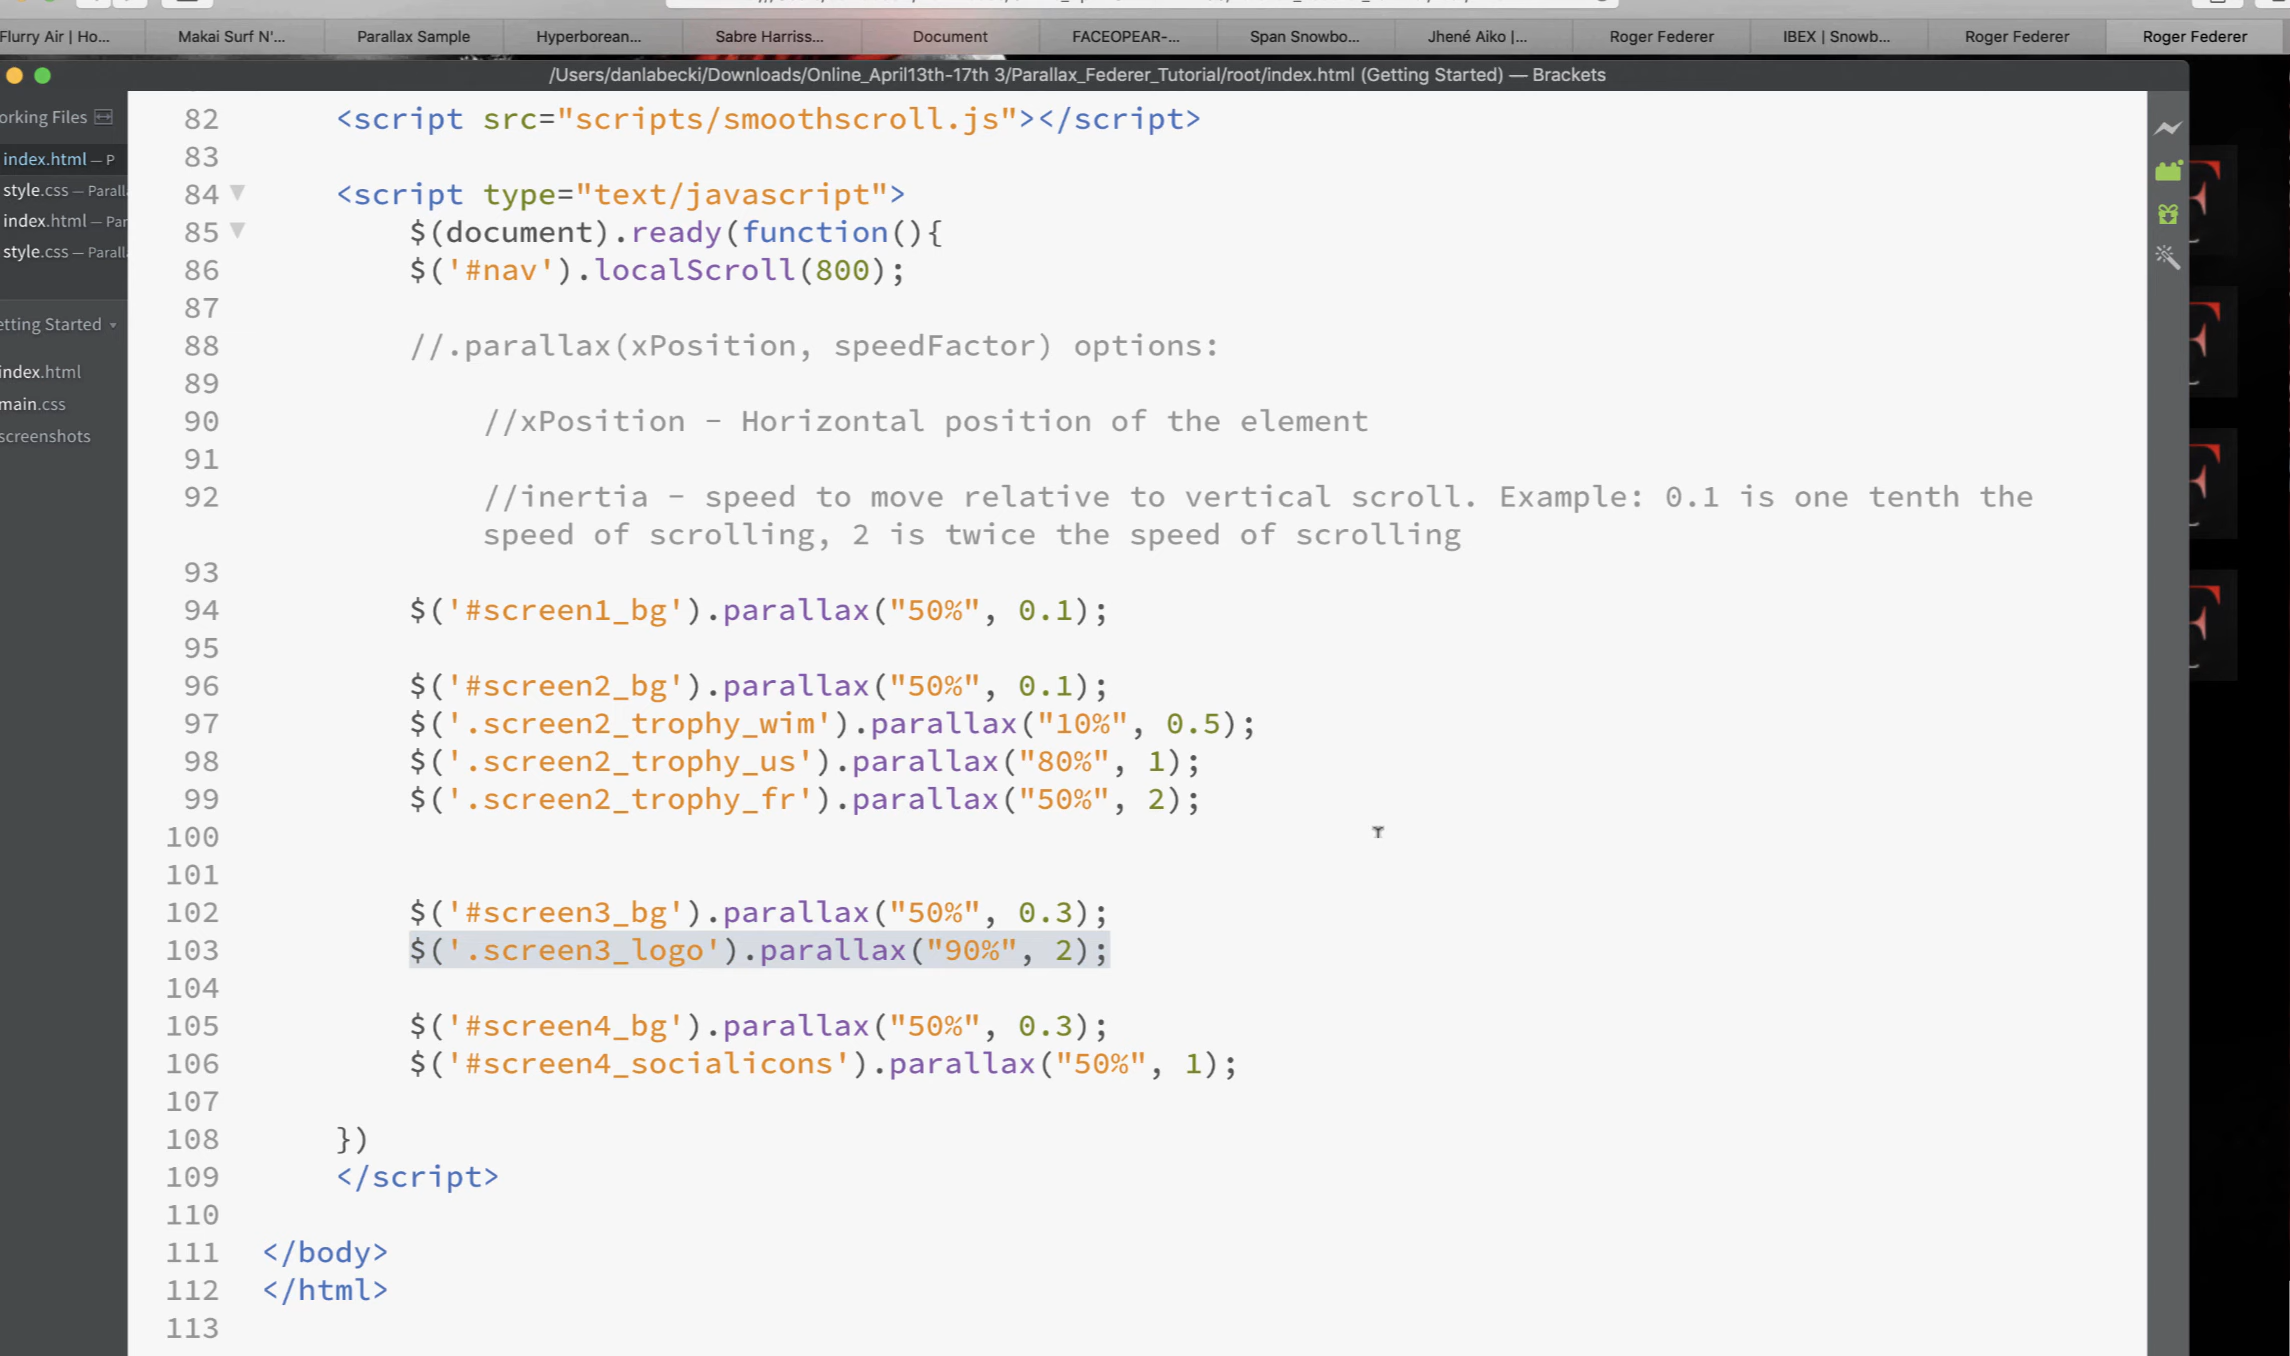 Flurry Air | Ho...
Makai Surf N'...
Parallax Sample
Hyperborean...
Sabre Harriss...
Document
FACEOPEAR-...
Span Snowbo...
Jhené Aiko |...
Roger Federer
IBEX | Snowb...
Roger Federer
Roger Federer
/Users/danlabecki/Downloads/Online_April13th-17th 3/Parallax_Federer_Tutorial/root/index.html (Getting Started) — Brackets
orking Files
index.html — P
style.css — Parall
index.html — Par
style.css — Parall
etting Started
index.html
main.css
screenshots
82 <script src="scripts/smoothscroll.js"></script>
83
84 <script type="text/javascript">
85 $(document).ready(function(){
86 $('#nav').localScroll(800);
87
88 //.parallax(xPosition, speedFactor) options:
89
90 //xPosition - Horizontal position of the element
91
92 //inertia - speed to move relative to vertical scroll. Example: 0.1 is one tenth the
speed of scrolling, 2 is twice the speed of scrolling
93
94 $('#screen1_bg').parallax("50%", 0.1);
95
96 $('#screen2_bg').parallax("50%", 0.1);
97 $('.screen2_trophy_wim').parallax("10%", 0.5);
98 $('.screen2_trophy_us').parallax("80%", 1);
99 $('.screen2_trophy_fr').parallax("50%", 2);
100
101
102 $('#screen3_bg').parallax("50%", 0.3);
103 $('.screen3_logo').parallax("90%", 2);
104
105 $('#screen4_bg').parallax("50%", 0.3);
106 $('#screen4_socialicons').parallax("50%", 1);
107
108 })
109 </script>
110
111 </body>
112 </html>
113